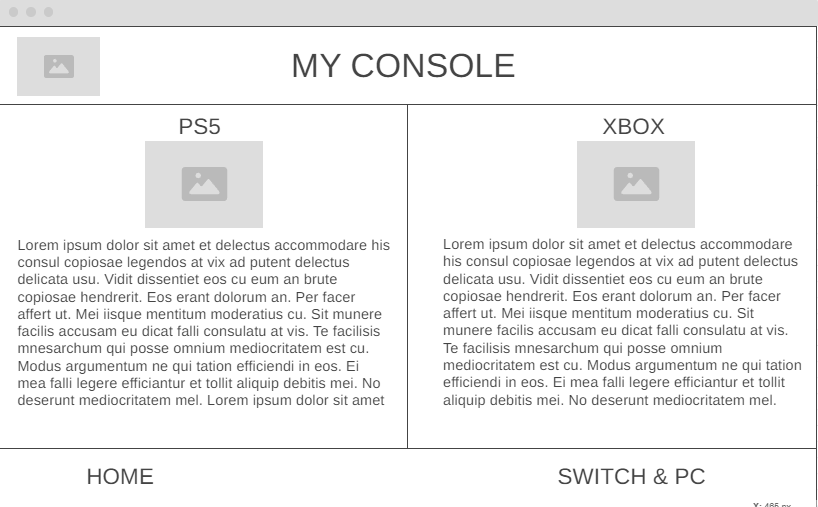 MY CONSOLE
PS5
Lorem ipsum dolor sit amet et delectus accommodare his
consul copiosae legendos at vix ad putent delectus
delicata usu. Vidit dissentiet eos cu eum an brute
copiosae hendrerit. Eos erant dolorum an. Per facer
affert ut. Mei iisque mentitum moderatius cu. Sit munere
facilis accusam eu dicat falli consulatu at vis. Te facilisis
mnesarchum qui posse omnium mediocritatem est cu.
Modus argumentum ne qui tation efficiendi in eos. Ei
mea falli legere efficiantur et tollit aliquip debitis mei. No
deserunt mediocritatem mel. Lorem ipsum dolor sit amet
XBOX
Lorem ipsum dolor sit amet et delectus accommodare
his consul copiosae legendos at vix ad putent delectus
delicata usu. Vidit dissentiet eos cu eum an brute
copiosae hendrerit. Eos erant dolorum an. Per facer
affert ut. Mei iisque mentitum moderatius cu. Sit
munere facilis accusam eu dicat falli consulatu at vis.
Te facilisis mnesarchum qui posse omnium
mediocritatem est cu. Modus argumentum ne qui tation
efficiendi in eos. Ei mea falli legere efficiantur et tollit
aliquip debitis mei. No deserunt mediocritatem mel.
HOME
SWITCH & PC